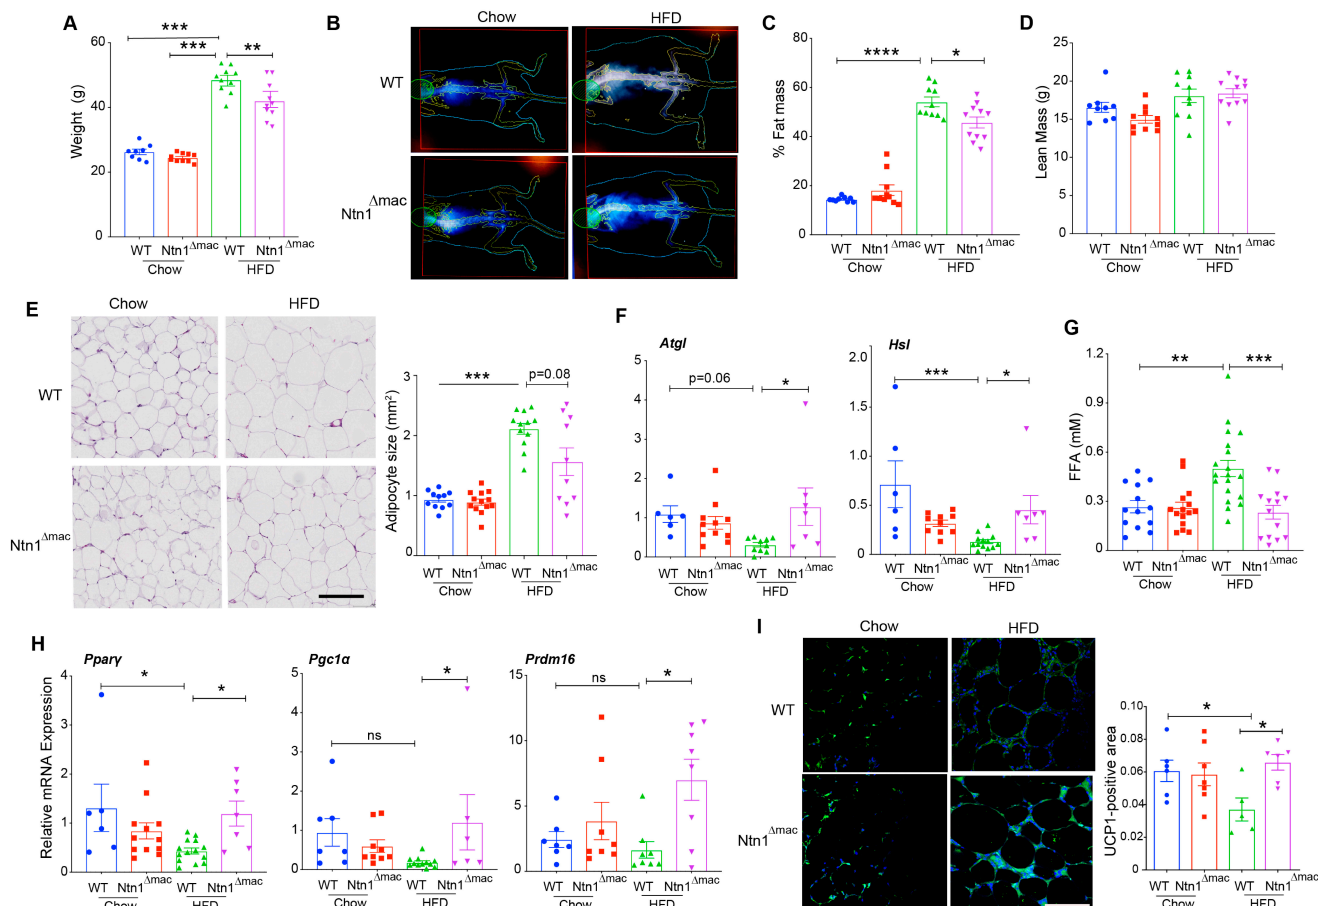 A
Weight (g)
60
40
20
0
***
***
**
WT Ntn1Δmac WT Ntn1Δmac
Chow HFD
B
Chow HFD
WT
Ntn1Δmac
C
% Fat mass
80
60
40
20
0
****
*
WT Ntn1Δmac WT Ntn1Δmac
Chow HFD
D
Lean Mass (g)
25
20
15
10
5
0
WT Ntn1Δmac WT Ntn1Δmac
Chow HFD
E
Chow HFD
WT
Ntn1Δmac
Adipocyte size (mm2)
3
2
1
0
***
p=0.08
WT Ntn1Δmac WT Ntn1Δmac
Chow HFD
F
Atgl
5
4
3
2
1
0
p=0.06
*
WT Ntn1Δmac WT Ntn1Δmac
Chow HFD
Hsl
2.0
1.5
1.0
0.5
0.0
***
*
WT Ntn1Δmac WT Ntn1Δmac
Chow HFD
G
FFA (mM)
1.2
0.9
0.6
0.3
0
**
***
WT Ntn1Δmac WT Ntn1Δmac
Chow HFD
H
Relative mRNA Expression
Pparγ
4
3
2
1
0
*
*
WT Ntn1Δmac WT Ntn1Δmac
Chow HFD
Pgc1α
5
4
3
2
1
0
ns
*
WT Ntn1Δmac WT Ntn1Δmac
Chow HFD
Prdm16
15
10
5
0
ns
*
WT Ntn1Δmac WT Ntn1Δmac
Chow HFD
I
Chow HFD
WT
Ntn1Δmac
UCP1-positive area
0.10
0.08
0.06
0.04
0.02
0.00
*
*
WT Ntn1Δmac WT Ntn1Δmac
Chow HFD